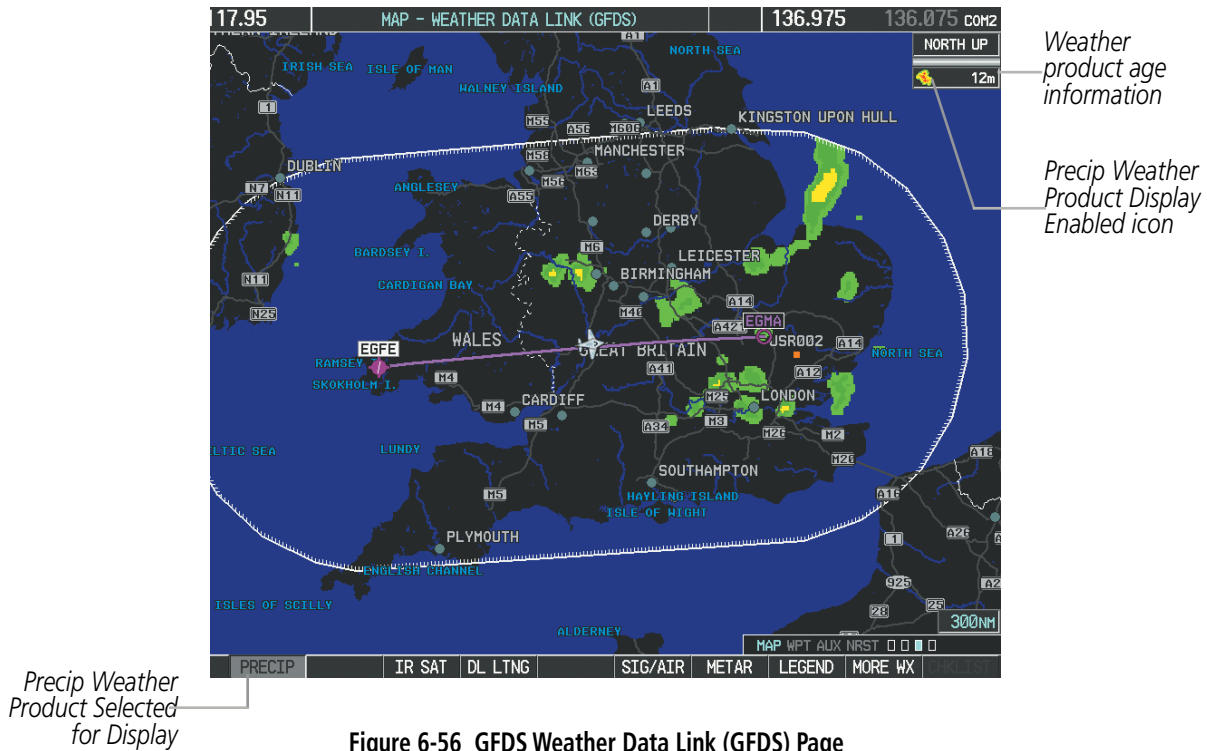 117.95 MAP – WEATHER DATA LINK (GFDS) 136.975 136.075 COM2
NORTH UP
12m
Weather
product age
information
Precip Weather
Product Display
Enabled icon
A1
NORTH SEA
IRISH SEA
ISLE OF MAN
WALNEY ISLAND
A1
1
LEEDS
M55
A56
M606
KINGSTON UPON HULL
MANCHESTER
M56
M63
M56
DUBLIN
N7
N11
ANGLESEY
A55
DERBY
M6
LEICESTER
BARDSEY I.
BIRMINGHAM
N11
CARDIGAN BAY
A14
N25
M40
A421
EGMA
WALES
USR002
A14
EGFE
GREAT BRITAIN
NORTH SEA
RAMSEY
A41
A12
SKOKHOLM I.
M4
M25
LONDON
M4
CARDIFF
M5
A34
M3
M26
M2
LTIC SEA
LUNDY
M20
A18
SOUTHAMPTON
M5
HAYLING ISLAND
A16
ISLE OF WIGHT
PLYMOUTH
1
A26
ENGLISH CHANNEL
925
A2
ISLES OF SCILLY
28
25
300NM
ALDERNEY
MAP WPT AUX NRST
PRECIP IR SAT DL LTNG SIG/AIR METAR LEGEND MORE WX CHKLIST
Precip Weather
Product Selected
for Display
Figure 6-56 GFDS Weather Data Link (GFDS) Page